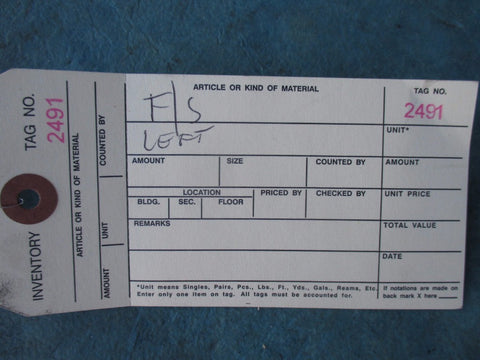 INVENTORY TAG NO. 2491
ARTICLE OR KIND OF MATERIAL
AMOUNT UNIT COUNTED BY
ARTICLE OR KIND OF MATERIAL
F/S
LEFT
TAG NO.
2491
UNIT*
AMOUNT SIZE COUNTED BY AMOUNT
LOCATION PRICED BY CHECKED BY UNIT PRICE
BLDG. SEC. FLOOR
REMARKS TOTAL VALUE
DATE
*Unit means Singles, Pairs, Pcs., Lbs., Ft., Yds., Gals., Reams, Etc.
Enter only one item on tag. All tags must be accounted for.
If notations are made on
back mark X here